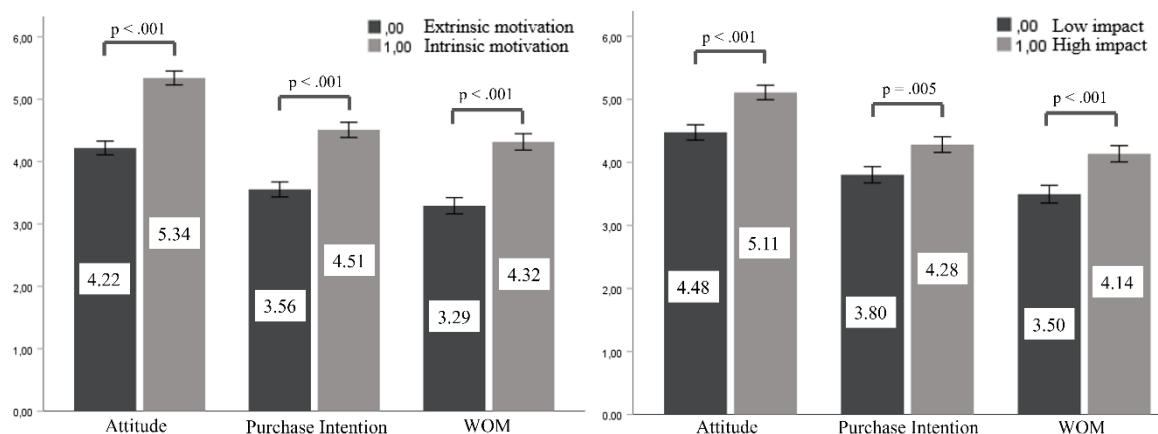 ,00 Extrinsic motivation
1,00 Intrinsic motivation
6,00
5,00
4,00
3,00
2,00
1,00
0,00
p < .001
p < .001
p < .001
4.22
5.34
3.56
4.51
3.29
4.32
Attitude
Purchase Intention
WOM
,00 Low impact
1,00 High impact
6,00
5,00
4,00
3,00
2,00
1,00
0,00
p < .001
p = .005
p < .001
4.48
5.11
3.80
4.28
3.50
4.14
Attitude
Purchase Intention
WOM